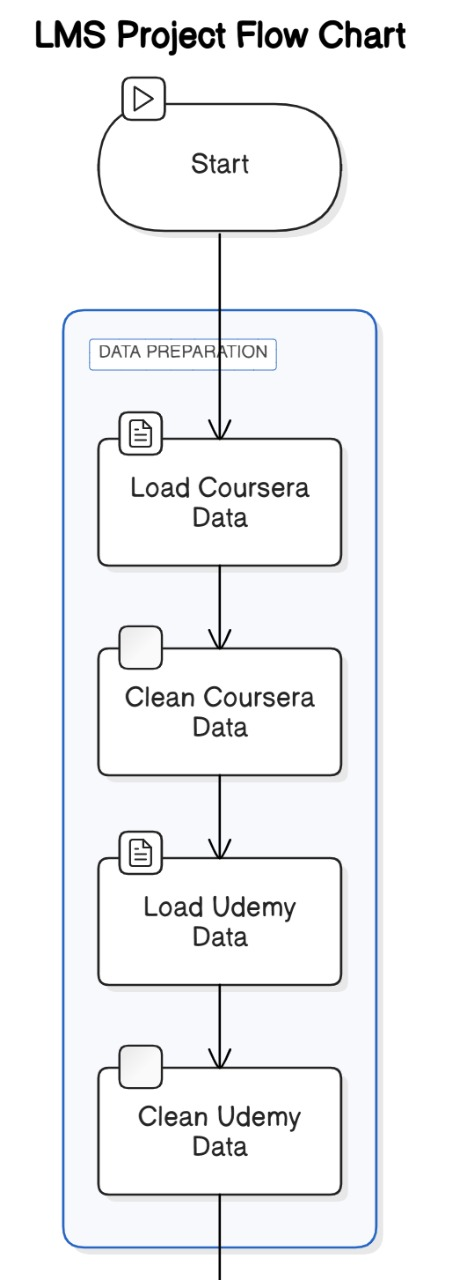 LMS Project Flow Chart
Start
DATA PREPARATION
Load Coursera
Data
Clean Coursera
Data
Load Udemy
Data
Clean Udemy
Data